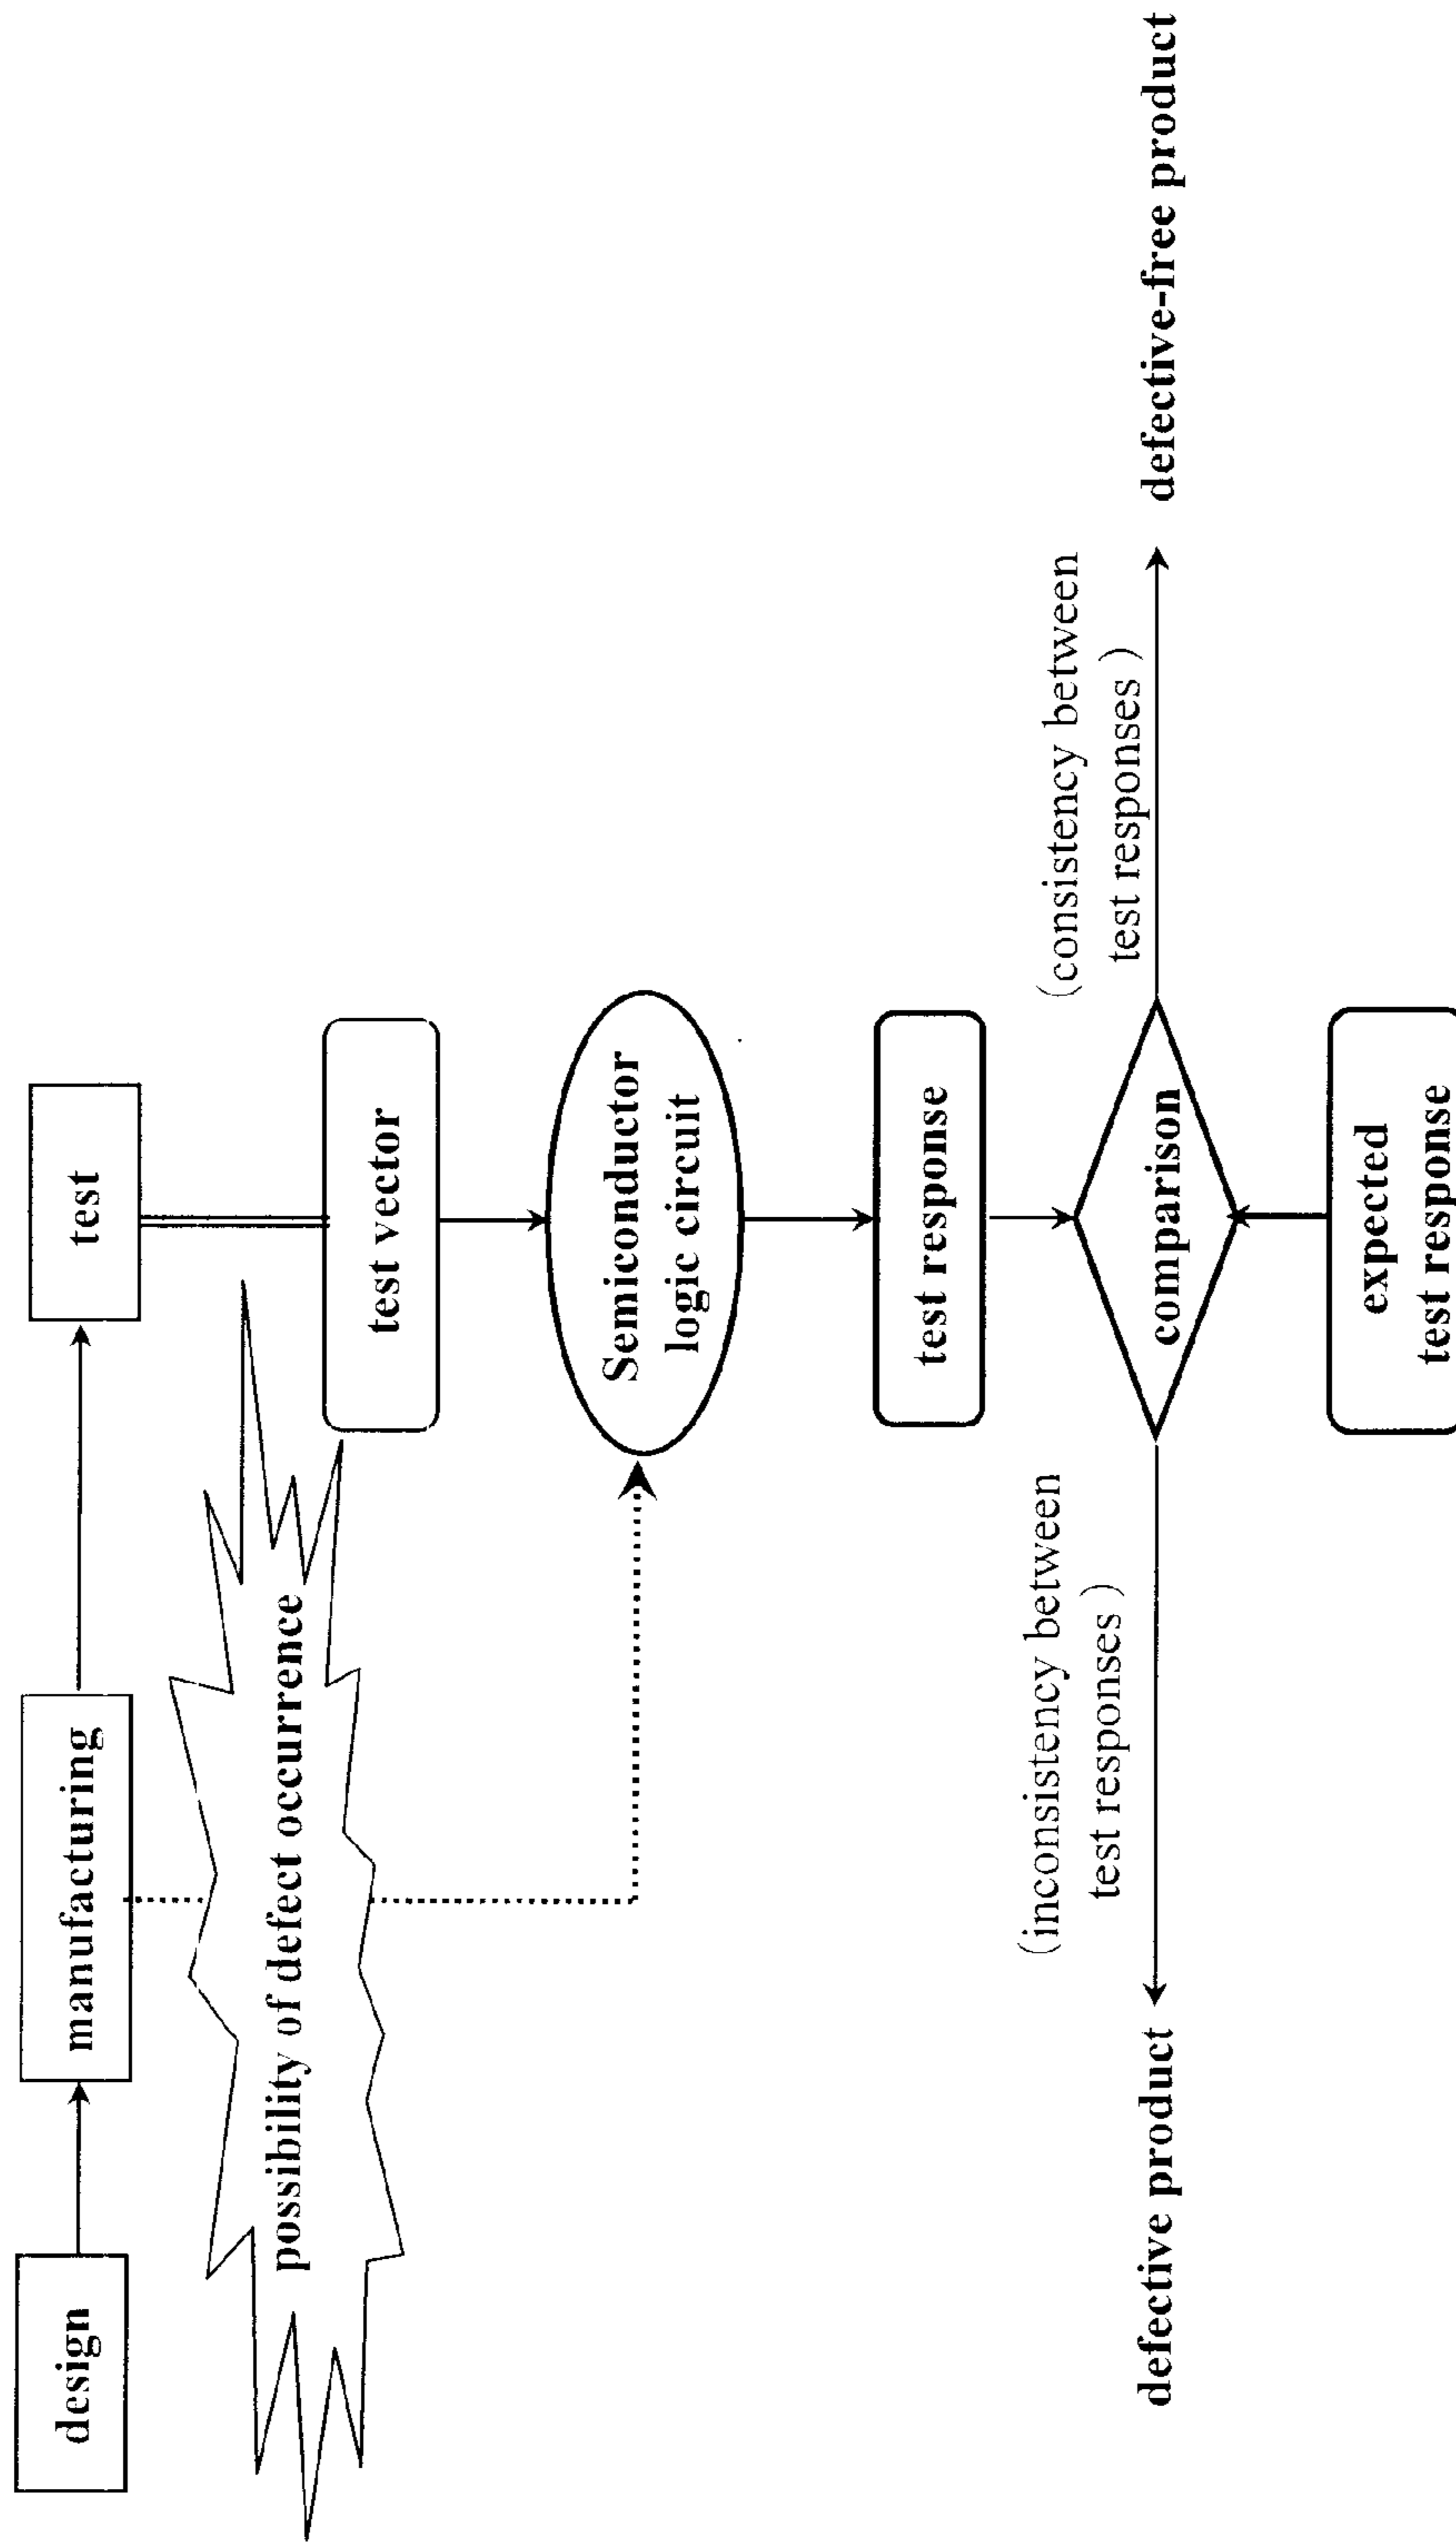 design
manufacturing
test
possibility of defect occurrence
test vector
Semiconductor
logic circuit
test response
(inconsistency between
test responses )
(consistency between
test responses )
defective product
comparison
defective-free product
expected
test response